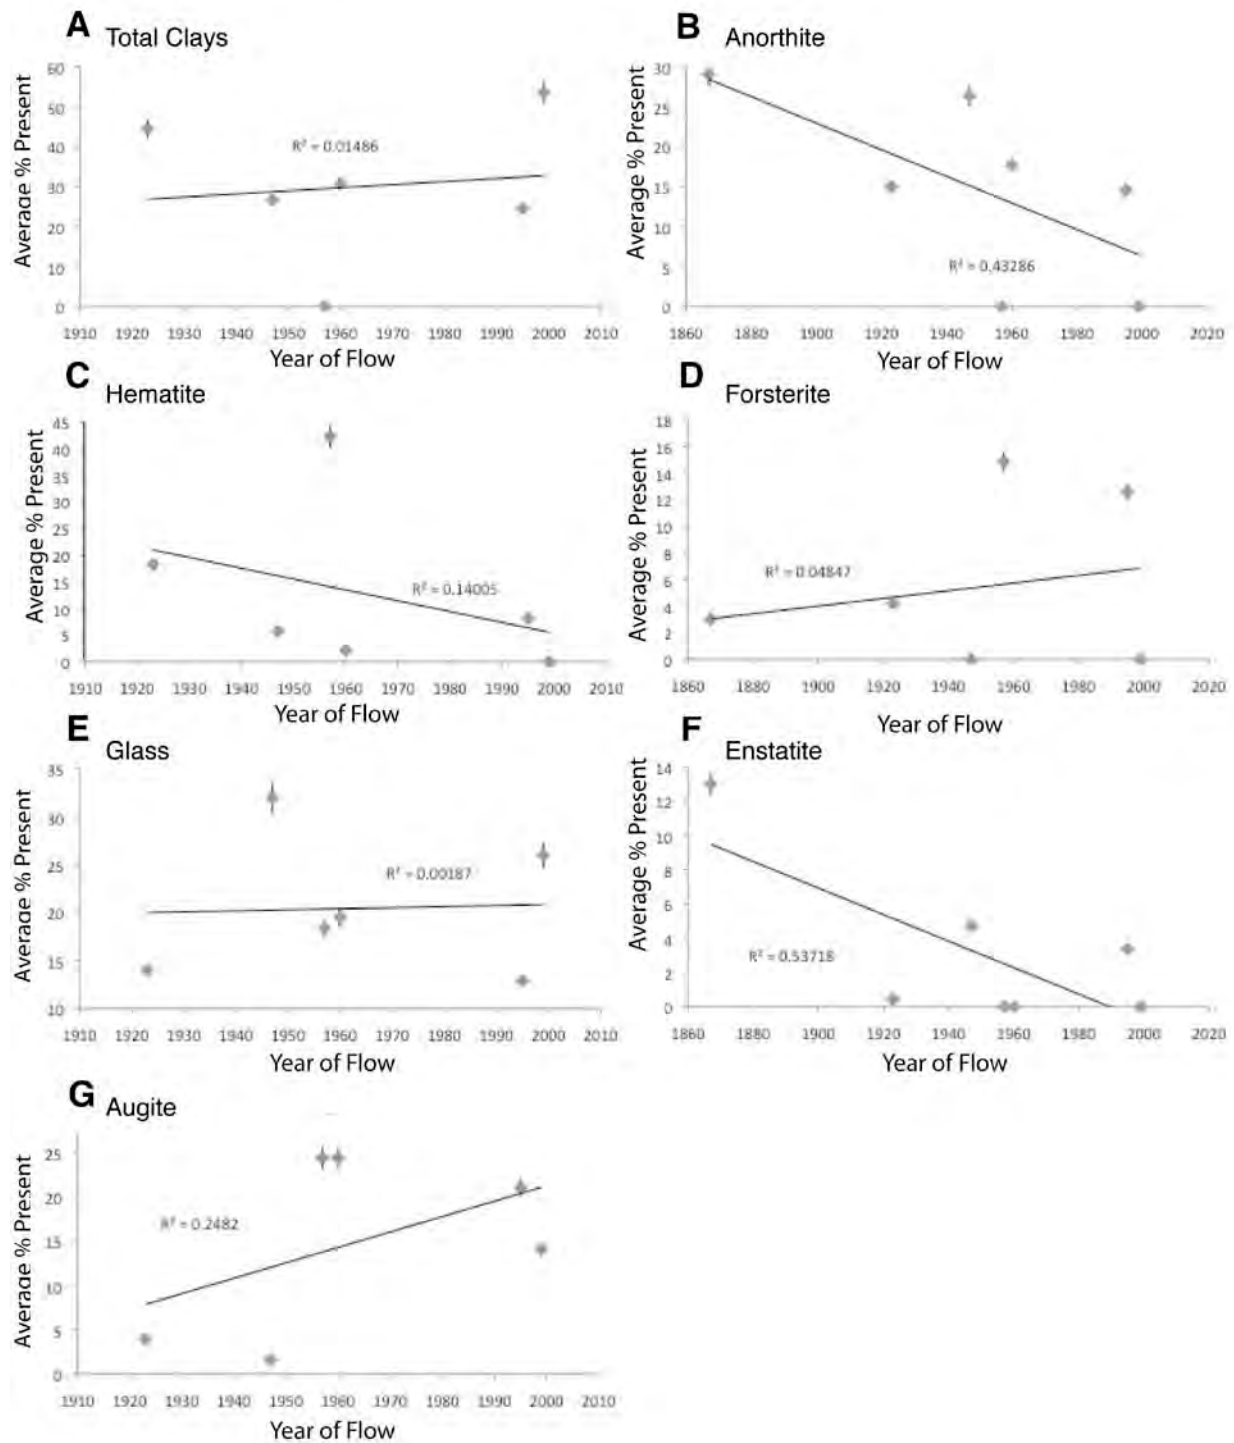 A Total Clays
60
50
40
30
20
10
0
Average % Present
R² = 0.01486
1910 1920 1930 1940 1950 1960 1970 1980 1990 2000 2010
Year of Flow
B Anorthite
30
25
20
15
10
5
0
Average % Present
R² = 0.43286
1860 1880 1900 1920 1940 1960 1980 2000 2020
Year of Flow
C Hematite
45
40
35
30
25
20
15
10
5
0
Average % Present
R² = 0.14005
1910 1920 1930 1940 1950 1960 1970 1980 1990 2000 2010
Year of Flow
D Forsterite
18
16
14
12
10
8
6
4
2
0
Average % Present
R² = 0.04847
1860 1880 1900 1920 1940 1960 1980 2000 2020
Year of Flow
E Glass
35
30
25
20
15
10
Average % Present
R² = 0.00187
1910 1920 1930 1940 1950 1960 1970 1980 1990 2000 2010
Year of Flow
F Enstatite
14
12
10
8
6
4
2
0
Average % Present
R² = 0.53718
1860 1880 1900 1920 1940 1960 1980 2000 2020
Year of Flow
G Augite
25
20
15
10
5
0
Average % Present
R² = 0.2482
1910 1920 1930 1940 1950 1960 1970 1980 1990 2000 2010
Year of Flow